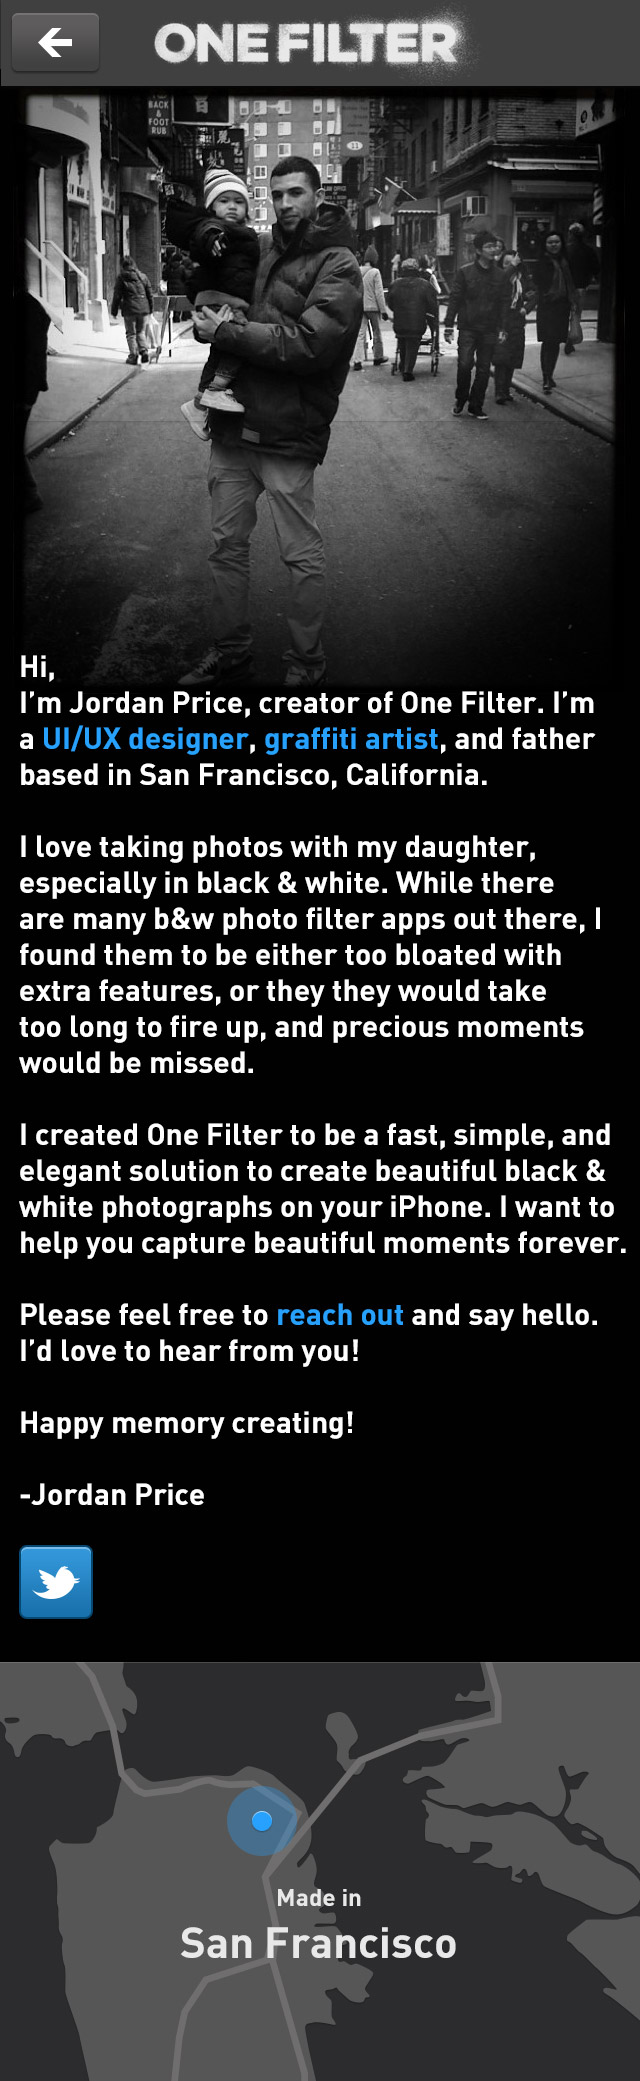 ONE FILTER
BACK
& FOOT
RUB
11
Hi,
I’m Jordan Price, creator of One Filter. I’m
a UI/UX designer, graffiti artist, and father
based in San Francisco, California.
I love taking photos with my daughter,
especially in black & white. While there
are many b&w photo filter apps out there, I
found them to be either too bloated with
extra features, or they they would take
too long to fire up, and precious moments
would be missed.
I created One Filter to be a fast, simple, and
elegant solution to create beautiful black &
white photographs on your iPhone. I want to
help you capture beautiful moments forever.
Please feel free to reach out and say hello.
I’d love to hear from you!
Happy memory creating!
-Jordan Price
Made in
San Francisco